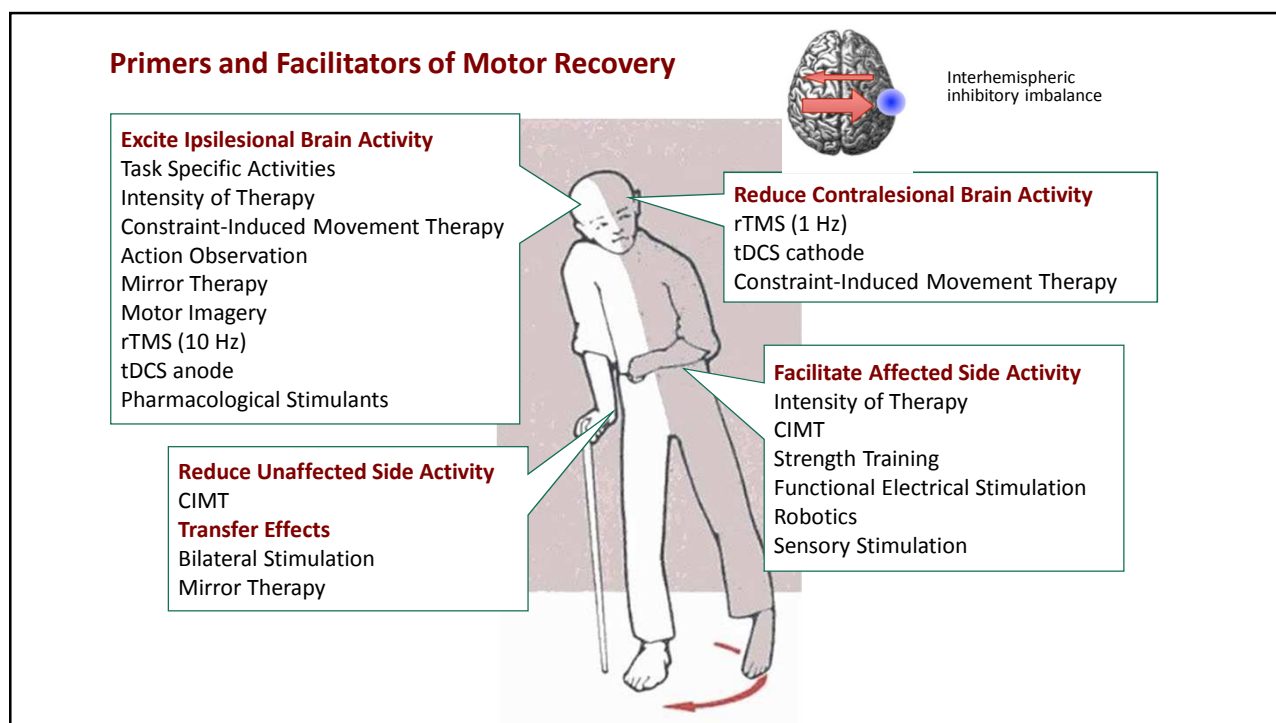 Primers and Facilitators of Motor Recovery
Interhemispheric
inhibitory imbalance
Excite Ipsilesional Brain Activity
Task Specific Activities
Intensity of Therapy
Constraint-Induced Movement Therapy
Action Observation
Mirror Therapy
Motor Imagery
rTMS (10 Hz)
tDCS anode
Pharmacological Stimulants
Reduce Contralesional Brain Activity
rTMS (1 Hz)
tDCS cathode
Constraint-Induced Movement Therapy
Facilitate Affected Side Activity
Intensity of Therapy
CIMT
Strength Training
Functional Electrical Stimulation
Robotics
Sensory Stimulation
Reduce Unaffected Side Activity
CIMT
Transfer Effects
Bilateral Stimulation
Mirror Therapy